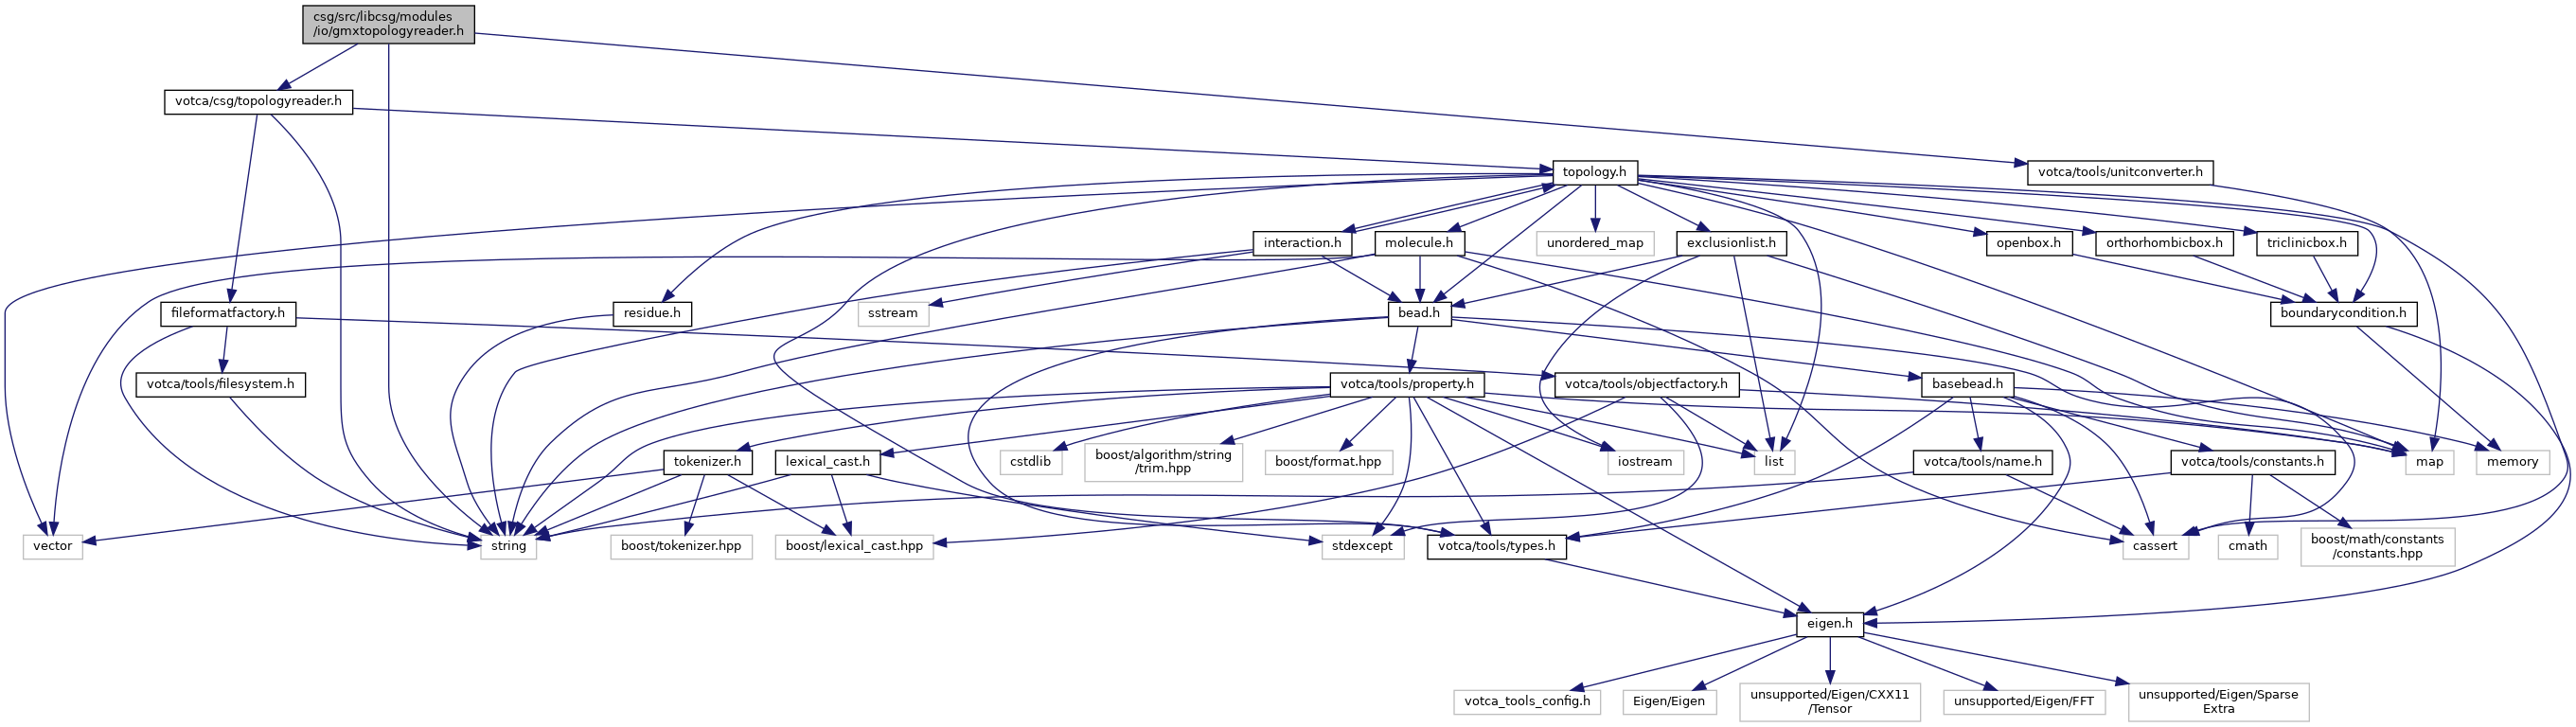 csg/src/libcsg/modules
/io/gmxtopologyreader.h
votca/csg/topologyreader.h
topology.h
votca/tools/unitconverter.h
interaction.h
molecule.h
unordered_map
exclusionlist.h
openbox.h
orthorhombicbox.h
triclinicbox.h
fileformatfactory.h
residue.h
sstream
bead.h
boundarycondition.h
votca/tools/filesystem.h
votca/tools/property.h
votca/tools/objectfactory.h
basebead.h
tokenizer.h
lexical_cast.h
cstdlib
boost/algorithm/string
/trim.hpp
boost/format.hpp
list
iostream
votca/tools/name.h
votca/tools/constants.h
map
memory
vector
string
boost/tokenizer.hpp
boost/lexical_cast.hpp
stdexcept
votca/tools/types.h
cassert
cmath
boost/math/constants
/constants.hpp
eigen.h
votca_tools_config.h
Eigen/Eigen
unsupported/Eigen/CXX11
/Tensor
unsupported/Eigen/FFT
unsupported/Eigen/Sparse
Extra